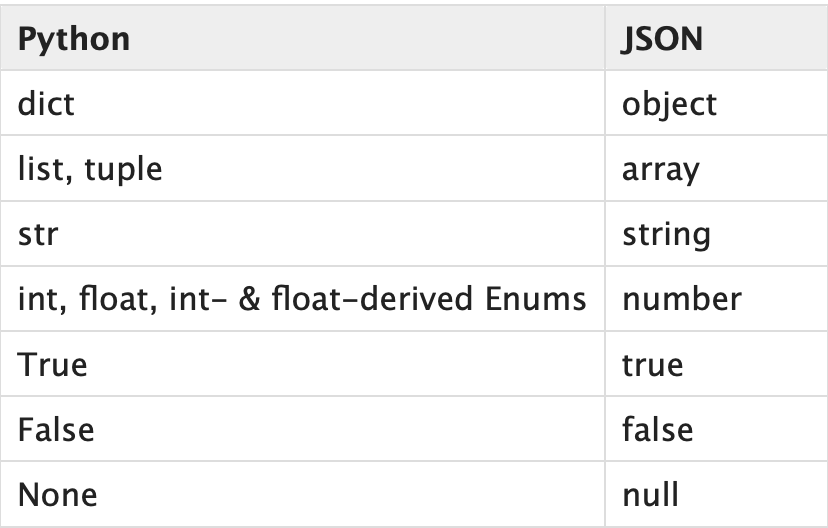 Python JSON
dict object
list, tuple array
str string
int, float, int- & float-derived Enums number
True true
False false
None null